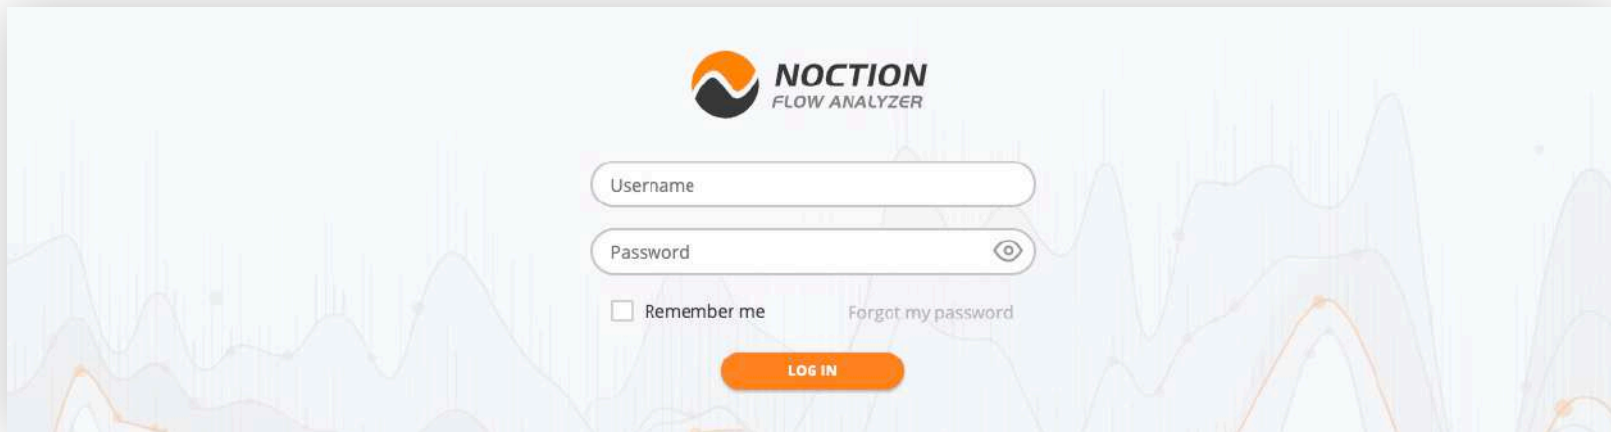 NOCTION
FLOW ANALYZER
Username
Password
Remember me
Forgot my password
LOG IN